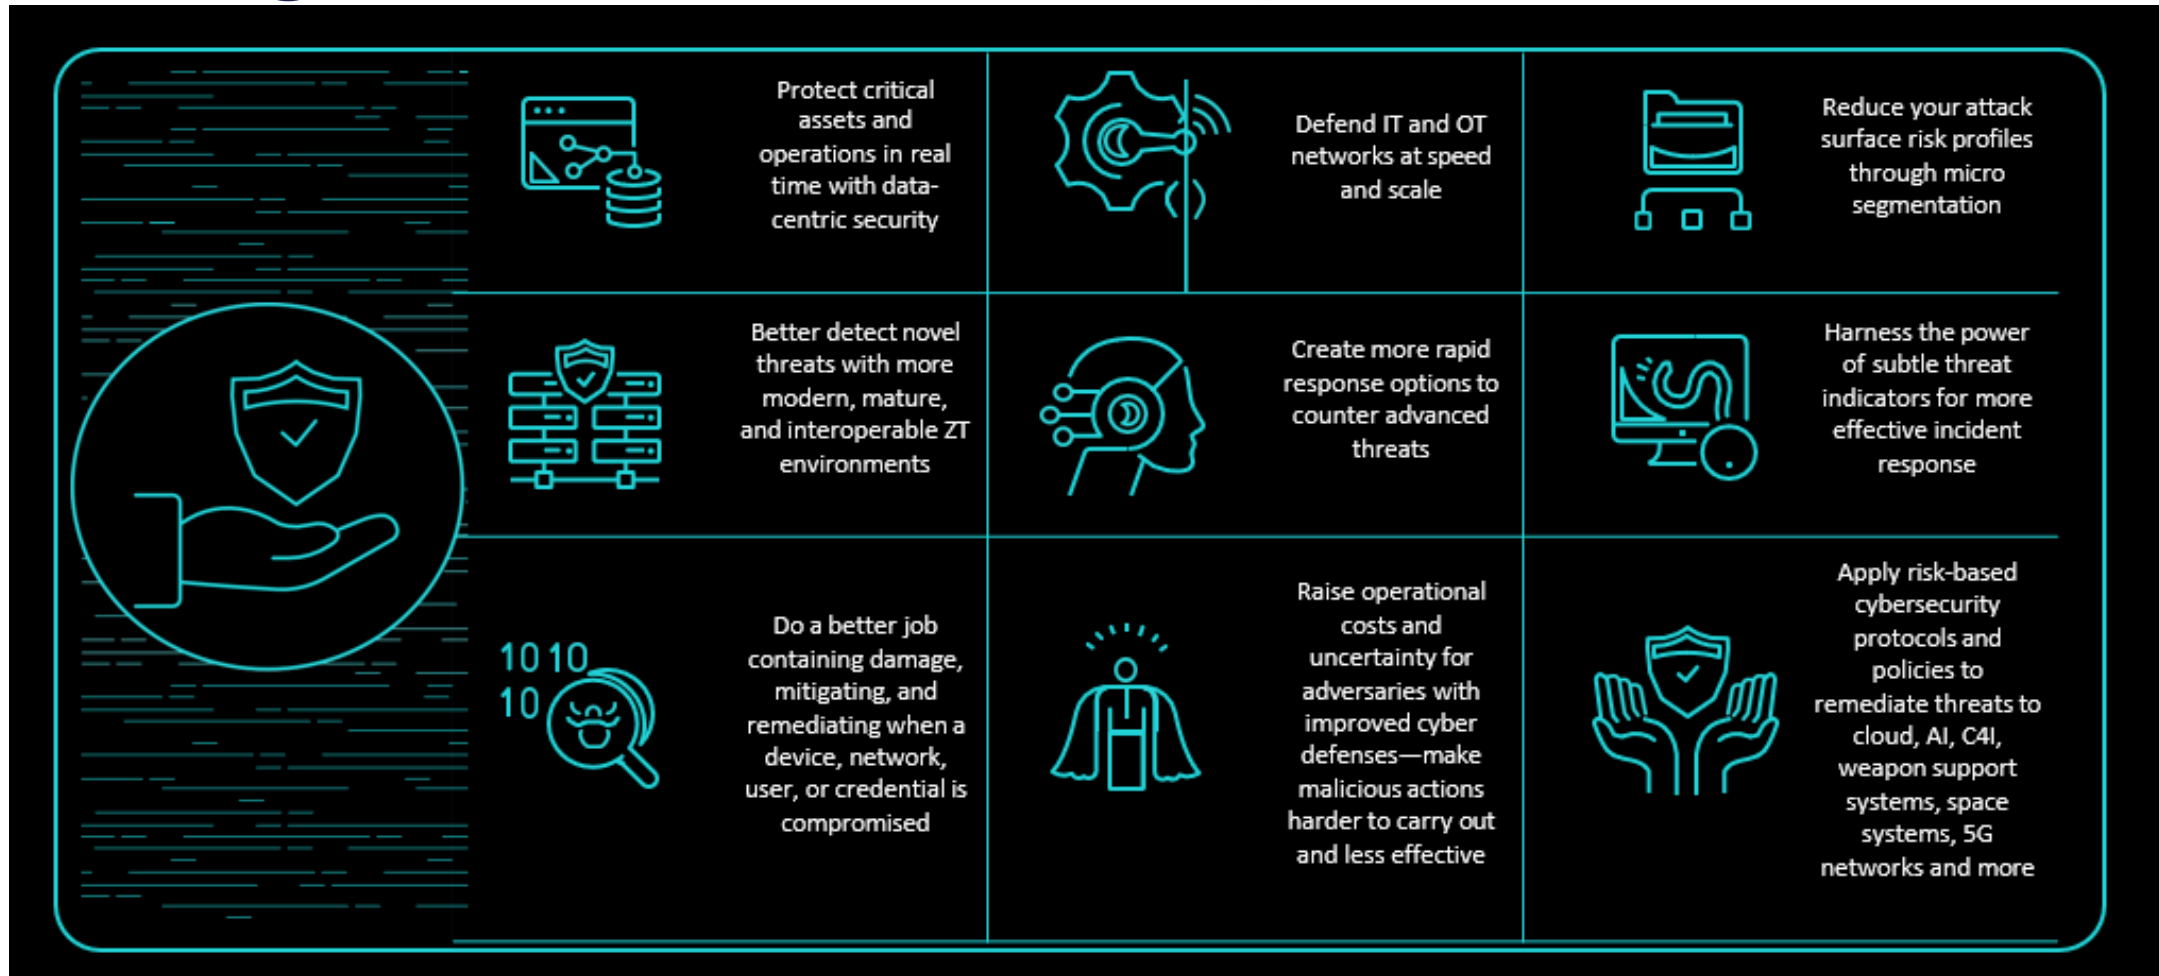 Protect critical
assets and
operations in real
time with data-
centric security
Defend IT and OT
networks at speed
and scale
Reduce your attack
surface risk profiles
through micro
segmentation
Better detect novel
threats with more
modern, mature,
and interoperable ZT
environments
Create more rapid
response options to
counter advanced
threats
Harness the power
of subtle threat
indicators for more
effective incident
response
10 10
10
Do a better job
containing damage,
mitigating, and
remediating when a
device, network,
user, or credential is
compromised
Raise operational
costs and
uncertainty for
adversaries with
improved cyber
defenses—make
malicious actions
harder to carry out
and less effective
Apply risk-based
cybersecurity
protocols and
policies to
remediate threats to
cloud, AI, C4I,
weapon support
systems, space
systems, 5G
networks and more